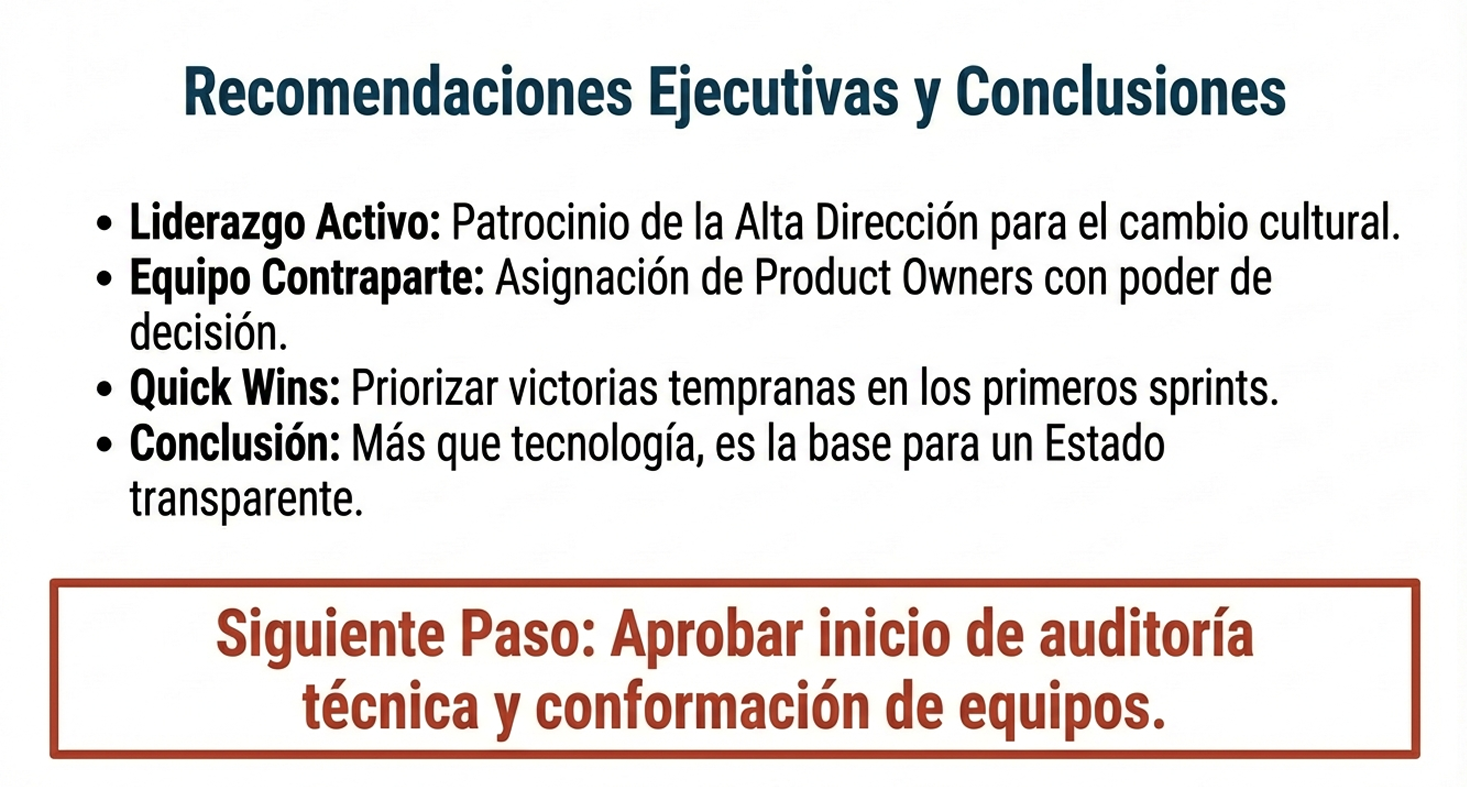 Recomendaciones Ejecutivas y Conclusiones
• Liderazgo Activo: Patrocinio de la Alta Dirección para el cambio cultural.
• Equipo Contraparte: Asignación de Product Owners con poder de
decisión.
• Quick Wins: Priorizar victorias tempranas en los primeros sprints.
• Conclusión: Más que tecnología, es la base para un Estado
transparente.
Siguiente Paso: Aprobar inicio de auditoría
técnica y conformación de equipos.